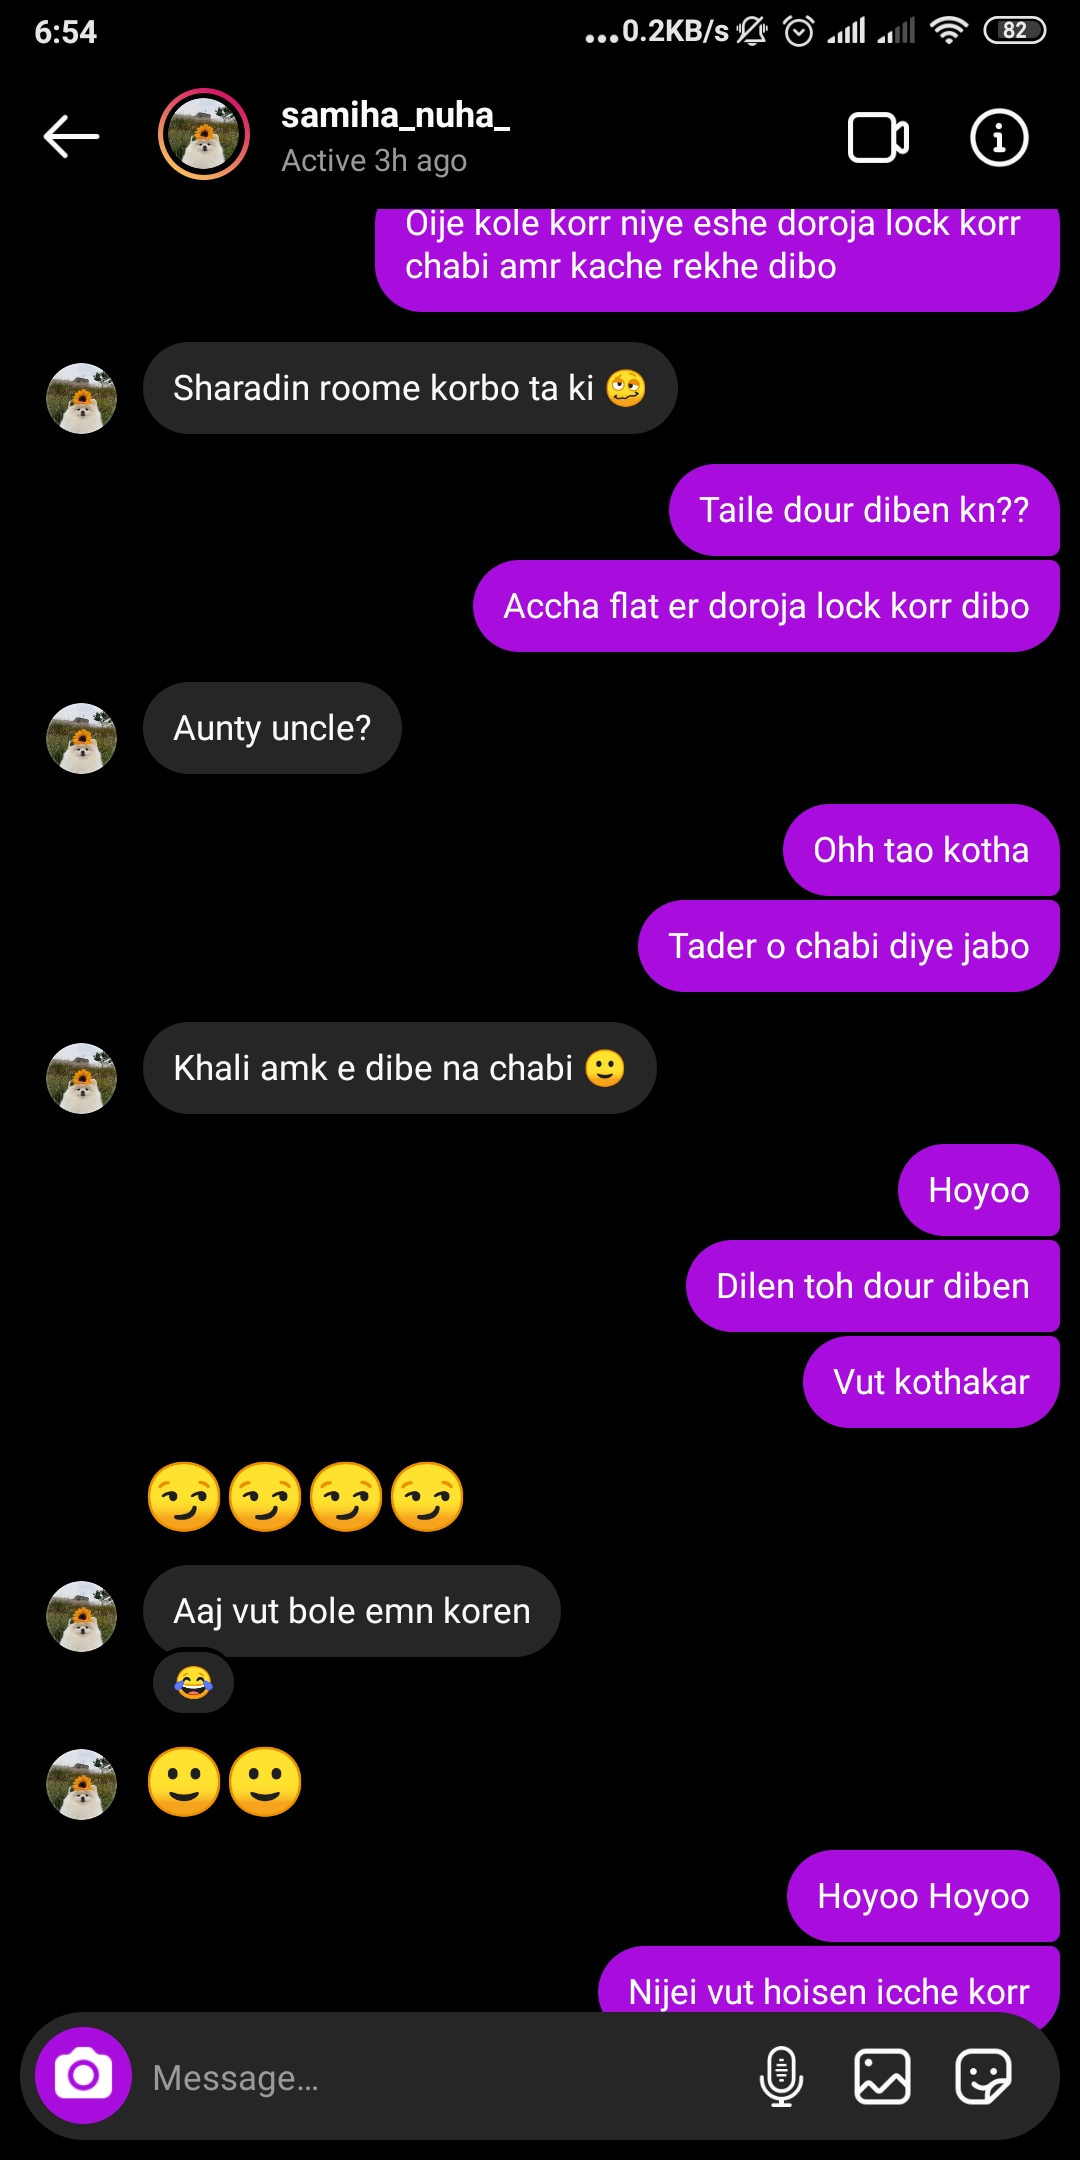 6:54
...0.2KB/s
82
samiha_nuha_
Active 3h ago
Oije kole korr niye eshe doroja lock korr
chabi amr kache rekhe dibo
Sharadin roome korbo ta ki 🥴
Taile dour diben kn??
Accha flat er doroja lock korr dibo
Aunty uncle?
Ohh tao kotha
Tader o chabi diye jabo
Khali amk e dibe na chabi 🙂
Hoyoo
Dilen toh dour diben
Vut kothakar
😏😏😏😏
Aaj vut bole emn koren
😂
🙂🙂
Hoyoo Hoyoo
Nijei vut hoisen icche korr
Message...